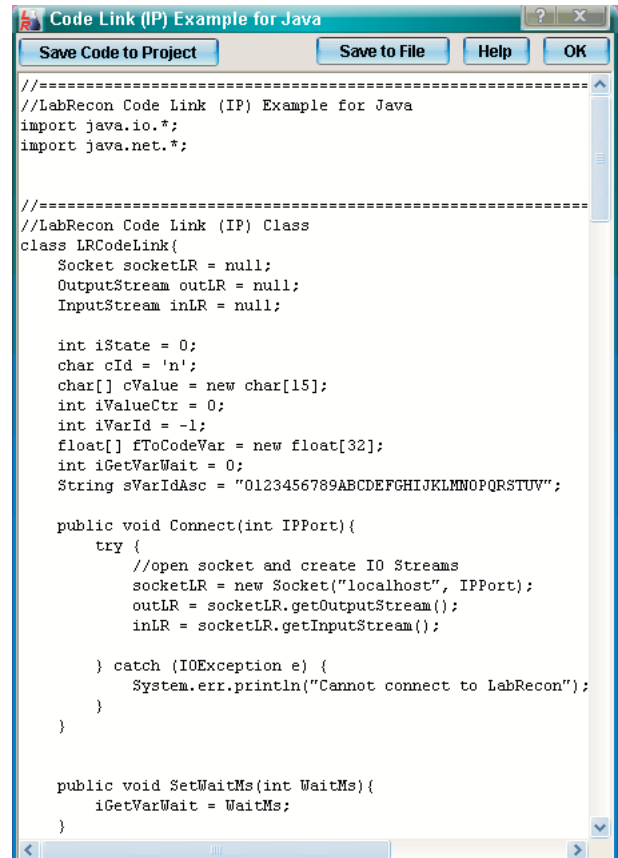 Code Link (IP) Example for Java
Save Code to Project Save to File Help OK
//===========================================================
//LabRecon Code Link (IP) Example for Java
import java.io.*;
import java.net.*;
//===========================================================
//LabRecon Code Link (IP) Class
class LRCodeLink{
    Socket socketLR = null;
    OutputStream outLR = null;
    InputStream inLR = null;
    int iState = 0;
    char cId = 'n';
    char[] cValue = new char[15];
    int iValueCtr = 0;
    int iVarId = -1;
    float[] fToCodeVar = new float[32];
    int iGetVarWait = 0;
    String sVarIdAsc = "0123456789ABCDEFGHIJKLMNOPQRSTUV";
    public void Connect(int IPPort){
        try {
            //open socket and create IO Streams
            socketLR = new Socket("localhost", IPPort);
            outLR = socketLR.getOutputStream();
            inLR = socketLR.getInputStream();
        } catch (IOException e) {
            System.err.println("Cannot connect to LabRecon");
        }
    }
    public void SetWaitMs(int WaitMs){
        iGetVarWait = WaitMs;
    }